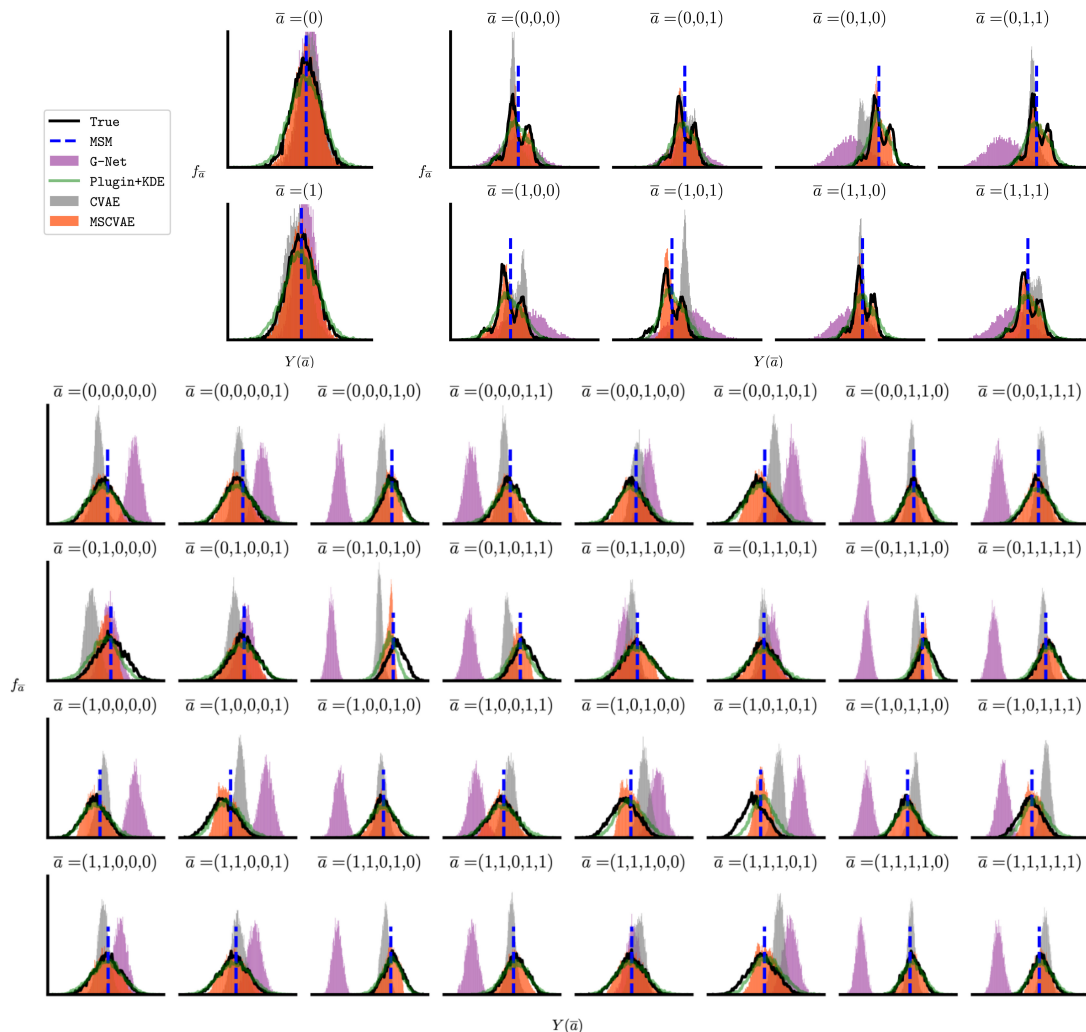 a̅ =(0)
a̅ =(0,0,0) a̅ =(0,0,1) a̅ =(0,1,0) a̅ =(0,1,1)
True
MSM
G-Net
Plugin+KDE
CVAE
MSCVAE
f_a̅
f_a̅
a̅ =(1)
a̅ =(1,0,0) a̅ =(1,0,1) a̅ =(1,1,0) a̅ =(1,1,1)
Y(a̅)
Y(a̅)
a̅ =(0,0,0,0,0) a̅ =(0,0,0,0,1) a̅ =(0,0,0,1,0) a̅ =(0,0,0,1,1) a̅ =(0,0,1,0,0) a̅ =(0,0,1,0,1) a̅ =(0,0,1,1,0) a̅ =(0,0,1,1,1)
a̅ =(0,1,0,0,0) a̅ =(0,1,0,0,1) a̅ =(0,1,0,1,0) a̅ =(0,1,0,1,1) a̅ =(0,1,1,0,0) a̅ =(0,1,1,0,1) a̅ =(0,1,1,1,0) a̅ =(0,1,1,1,1)
f_a̅
a̅ =(1,0,0,0,0) a̅ =(1,0,0,0,1) a̅ =(1,0,0,1,0) a̅ =(1,0,0,1,1) a̅ =(1,0,1,0,0) a̅ =(1,0,1,0,1) a̅ =(1,0,1,1,0) a̅ =(1,0,1,1,1)
a̅ =(1,1,0,0,0) a̅ =(1,1,0,0,1) a̅ =(1,1,0,1,0) a̅ =(1,1,0,1,1) a̅ =(1,1,1,0,0) a̅ =(1,1,1,0,1) a̅ =(1,1,1,1,0) a̅ =(1,1,1,1,1)
Y(a̅)